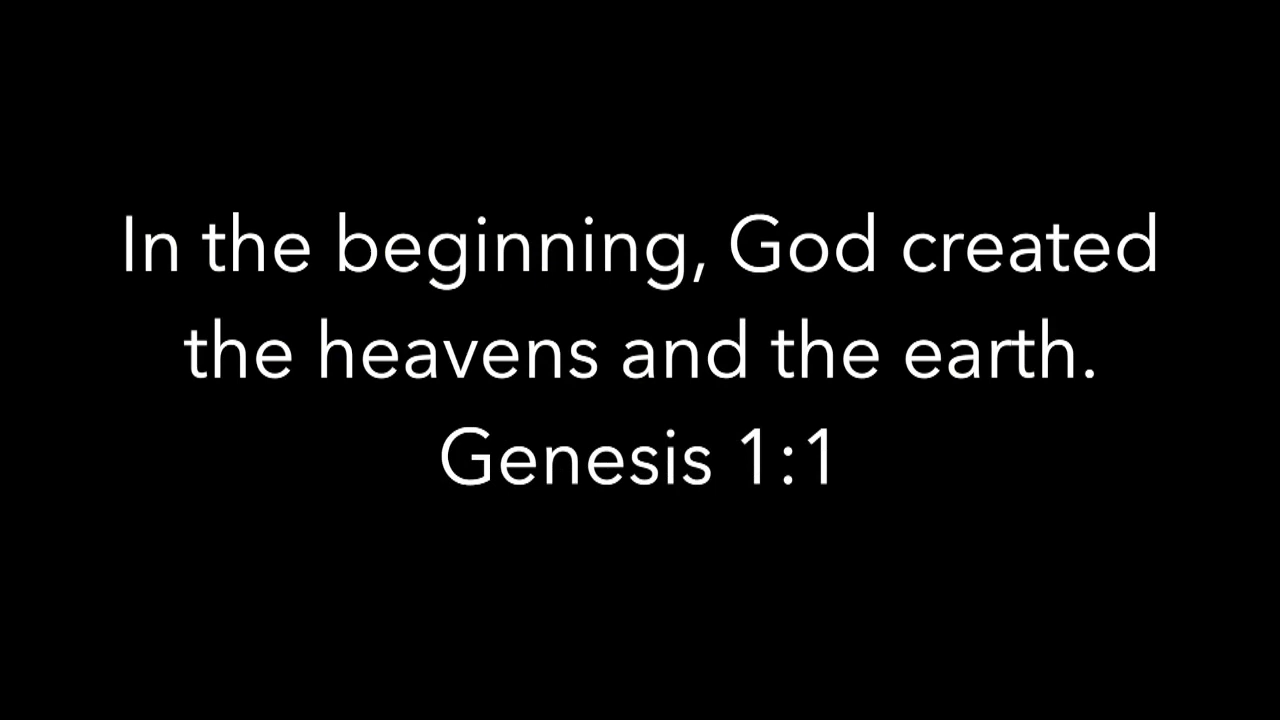 In the beginning, God created
the heavens and the earth.
Genesis 1:1